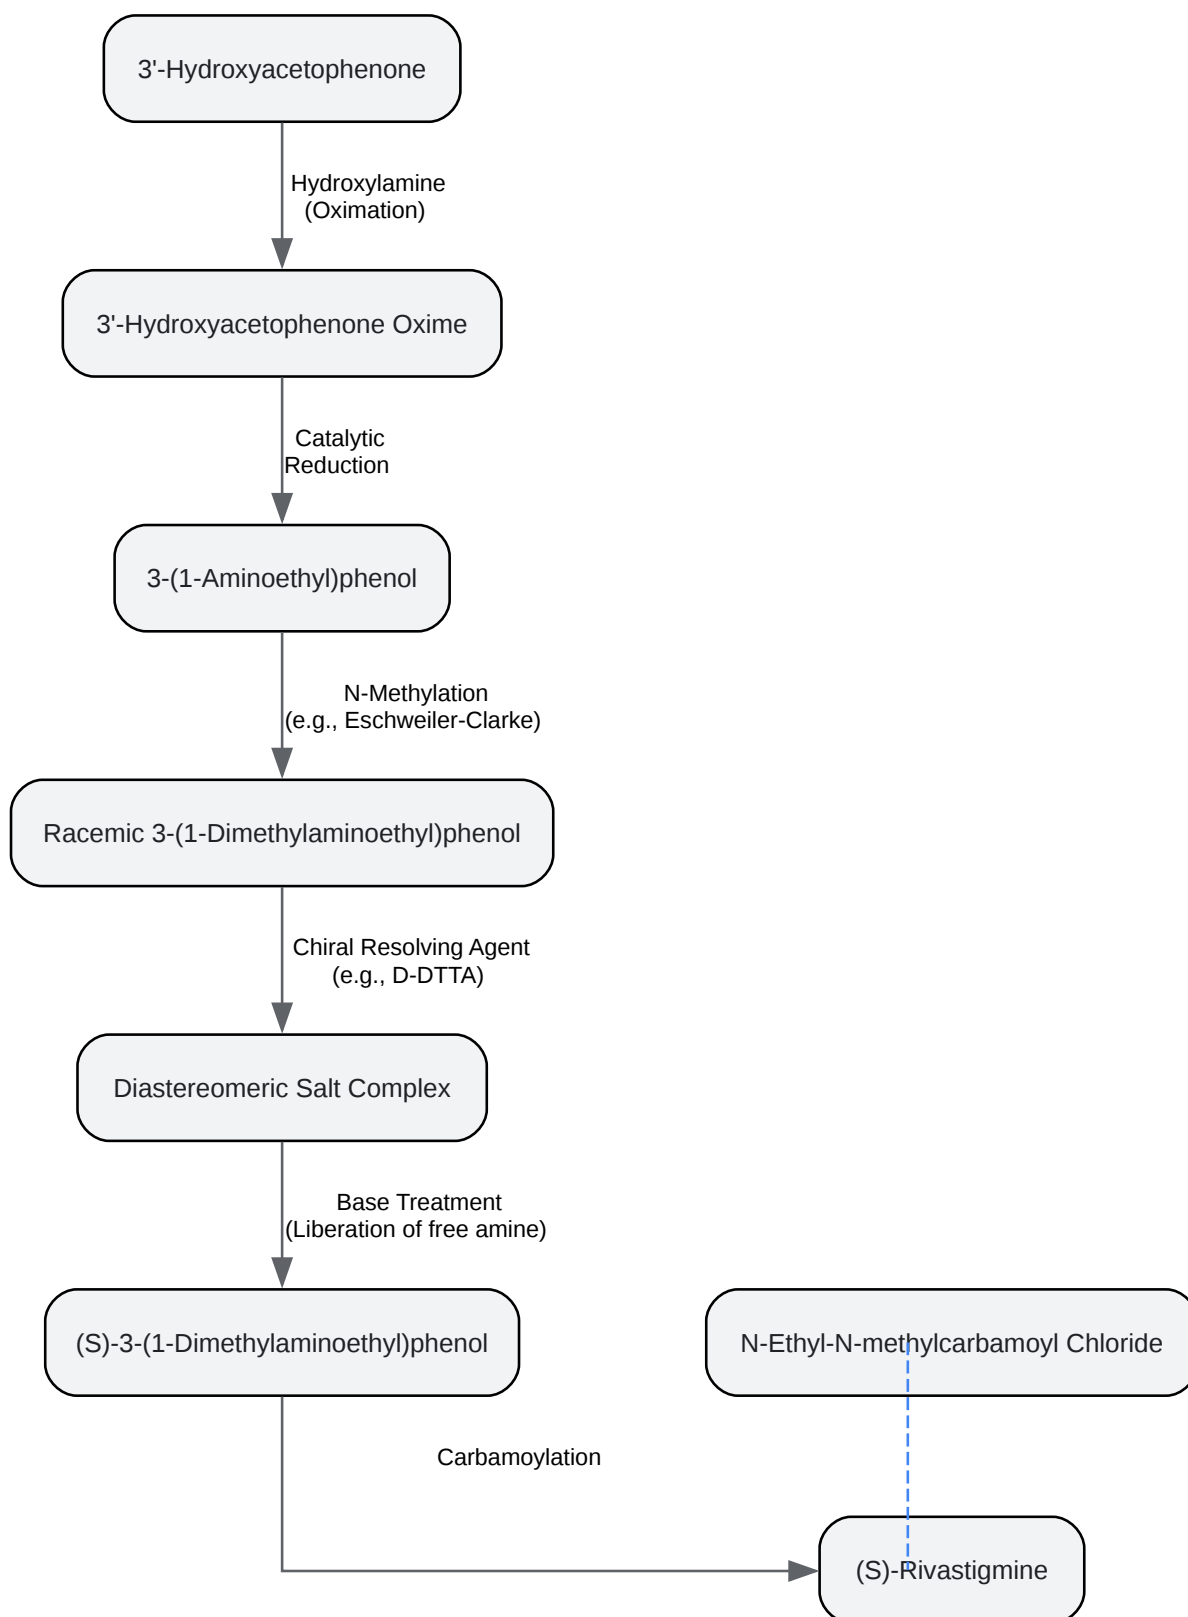 3'-Hydroxyacetophenone
Hydroxylamine
(Oximation)
3'-Hydroxyacetophenone Oxime
Catalytic
Reduction
3-(1-Aminoethyl)phenol
N-Methylation
(e.g., Eschweiler-Clarke)
Racemic 3-(1-Dimethylaminoethyl)phenol
Chiral Resolving Agent
(e.g., D-DTTA)
Diastereomeric Salt Complex
Base Treatment
(Liberation of free amine)
(S)-3-(1-Dimethylaminoethyl)phenol
N-Ethyl-N-methylcarbamoyl Chloride
Carbamoylation
(S)-Rivastigmine